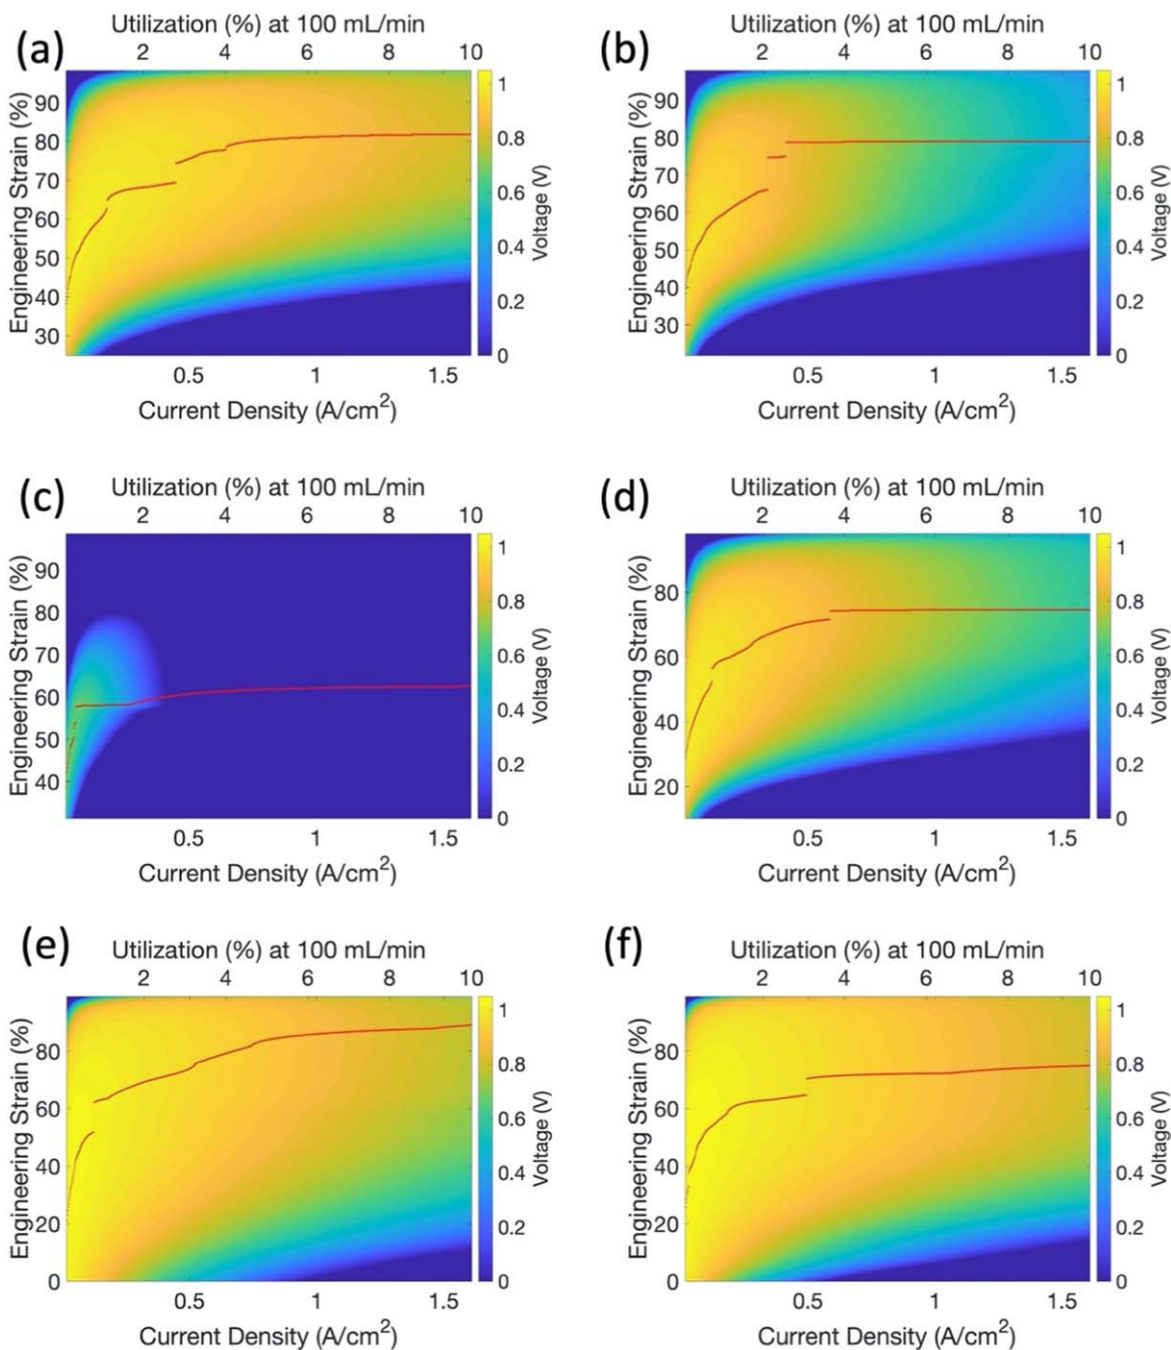 (a)
Utilization (%) at 100 mL/min
2 4 6 8 10
Engineering Strain (%)
90
80
70
60
50
40
30
0.5 1 1.5
Current Density (A/cm2)
1
0.8
0.6
0.4
0.2
0
Voltage (V)
(b)
Utilization (%) at 100 mL/min
2 4 6 8 10
Engineering Strain (%)
90
80
70
60
50
40
30
0.5 1 1.5
Current Density (A/cm2)
1
0.8
0.6
0.4
0.2
0
Voltage (V)
(c)
Utilization (%) at 100 mL/min
2 4 6 8 10
Engineering Strain (%)
90
80
70
60
50
40
0.5 1 1.5
Current Density (A/cm2)
1
0.8
0.6
0.4
0.2
0
Voltage (V)
(d)
Utilization (%) at 100 mL/min
2 4 6 8 10
Engineering Strain (%)
80
60
40
20
0.5 1 1.5
Current Density (A/cm2)
1
0.8
0.6
0.4
0.2
0
Voltage (V)
(e)
Utilization (%) at 100 mL/min
2 4 6 8 10
Engineering Strain (%)
80
60
40
20
0
0.5 1 1.5
Current Density (A/cm2)
1
0.8
0.6
0.4
0.2
0
Voltage (V)
(f)
Utilization (%) at 100 mL/min
2 4 6 8 10
Engineering Strain (%)
80
60
40
20
0
0.5 1 1.5
Current Density (A/cm2)
1
0.8
0.6
0.4
0.2
0
Voltage (V)